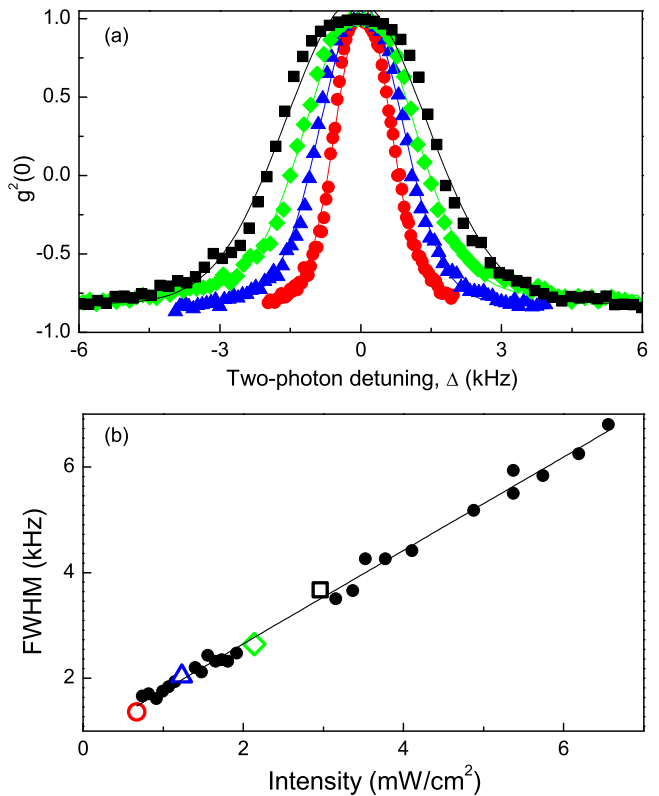 (a)
g²(0)
1.0
0.5
0.0
-0.5
-1.0
-6 -3 0 3 6
Two-photon detuning, Δ (kHz)
(b)
FWHM (kHz)
6
4
2
0 2 4 6
Intensity (mW/cm²)